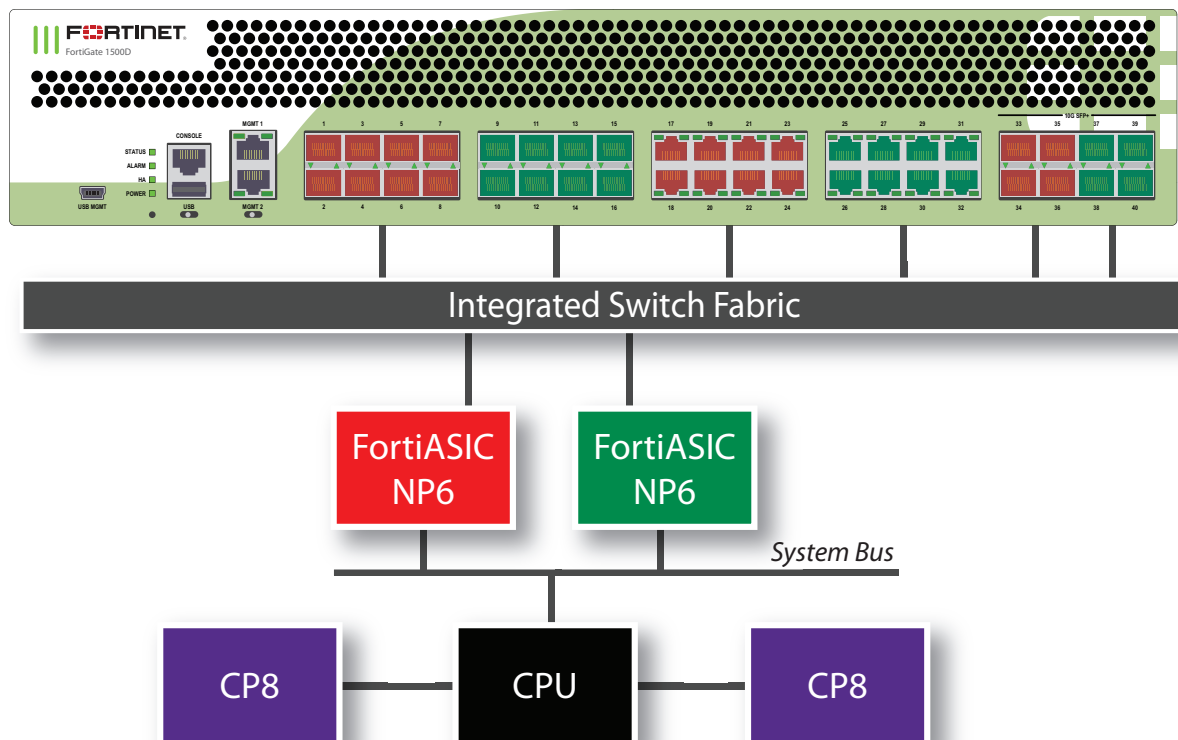 FORTINET
FortiGate 1500D
10G SFP+
CONSOLE
MGMT 1
1 3 5 7
9 11 13 15
17 19 21 23
25 27 29 31
33 35 37 39
STATUS
ALARM
HA
POWER
USB MGMT
USB
MGMT 2
2 4 6 8
10 12 14 16
18 20 22 24
26 28 30 32
34 36 38 40
Integrated Switch Fabric
FortiASIC
NP6
FortiASIC
NP6
System Bus
CP8
CPU
CP8